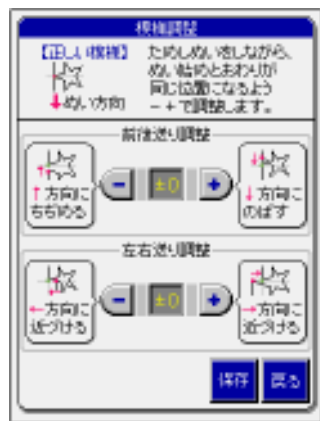 模様調整
【正しい模様】
↓ぬい方向
ためしぬいをしながら、
ぬい始めとおわりが
同じ位置になるよう
－＋で調整します。
前後送り調整
↑方向に
ちぢめる
－
±0
＋
↓方向に
のばす
左右送り調整
←方向に
近づける
－
±0
＋
→方向に
近づける
保存
戻る